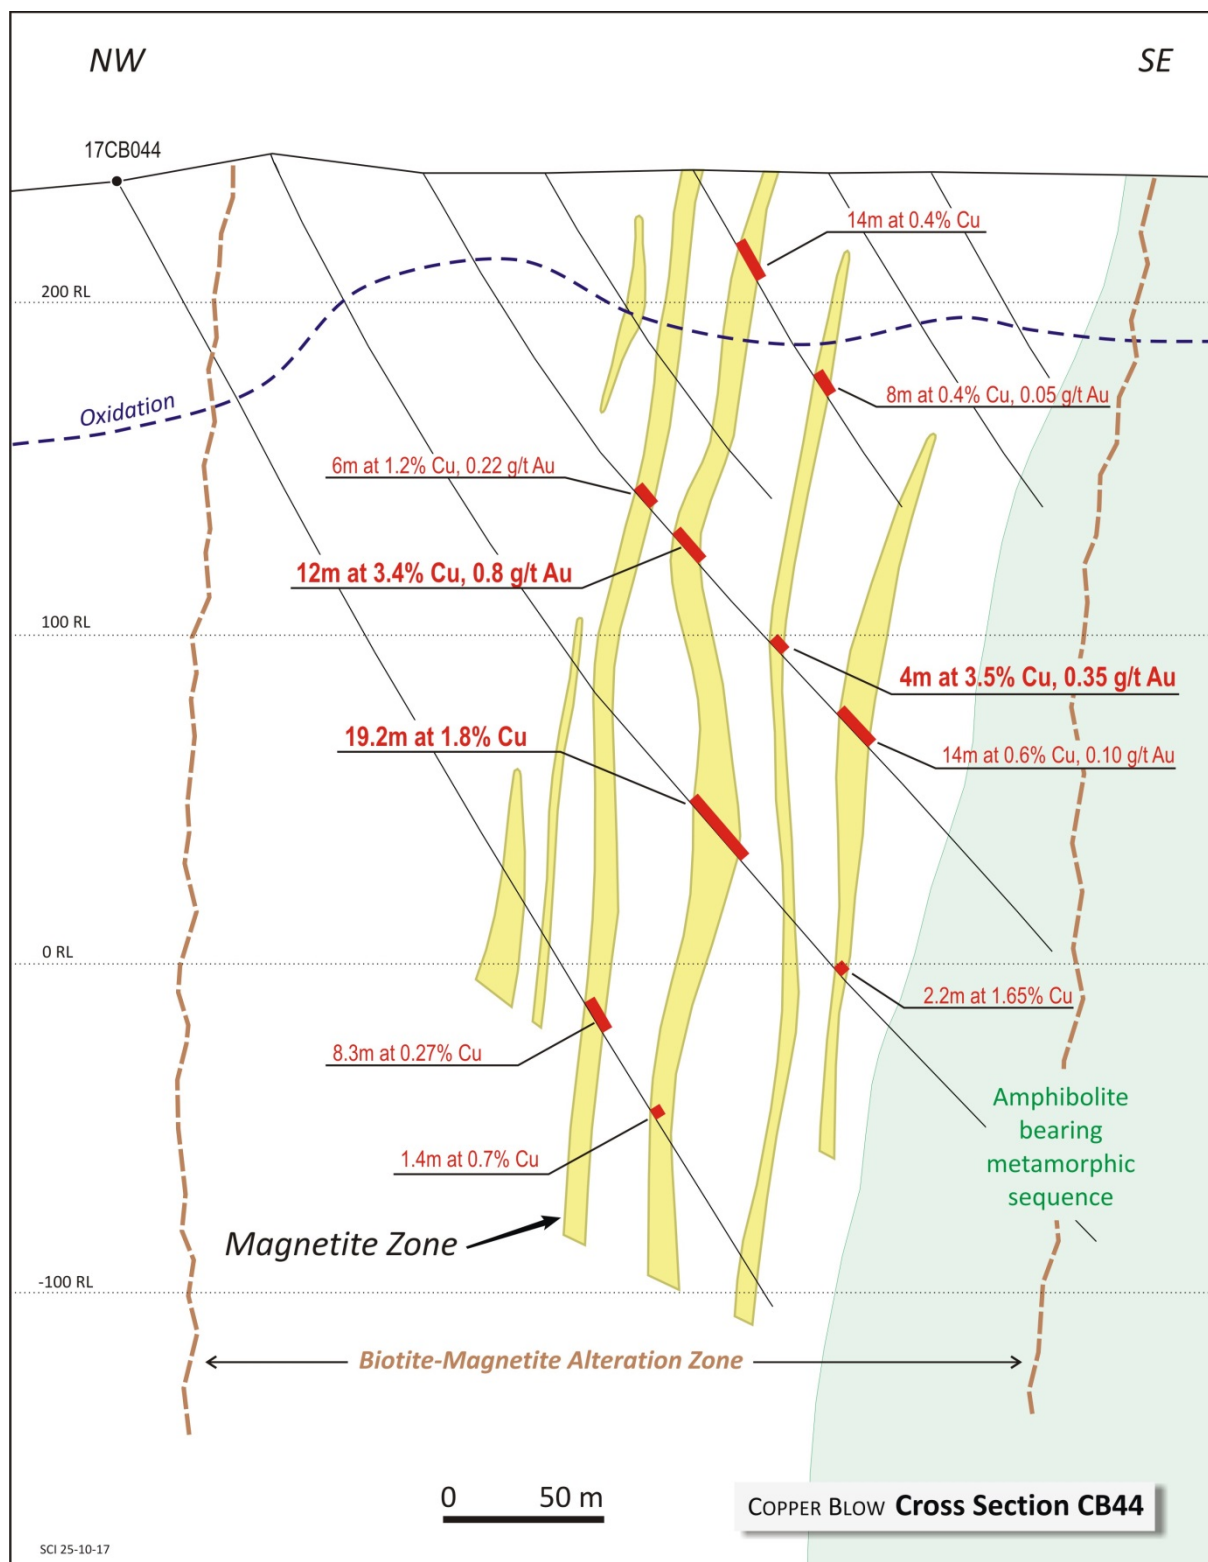 NW
SE
17CB044
14m at 0.4% Cu
200 RL
8m at 0.4% Cu, 0.05 g/t Au
Oxidation
6m at 1.2% Cu, 0.22 g/t Au
12m at 3.4% Cu, 0.8 g/t Au
100 RL
4m at 3.5% Cu, 0.35 g/t Au
19.2m at 1.8% Cu
14m at 0.6% Cu, 0.10 g/t Au
0 RL
2.2m at 1.65% Cu
8.3m at 0.27% Cu
Amphibolite
bearing
metamorphic
sequence
1.4m at 0.7% Cu
Magnetite Zone
-100 RL
Biotite-Magnetite Alteration Zone
0 50 m
COPPER BLOW Cross Section CB44
SCI 25-10-17